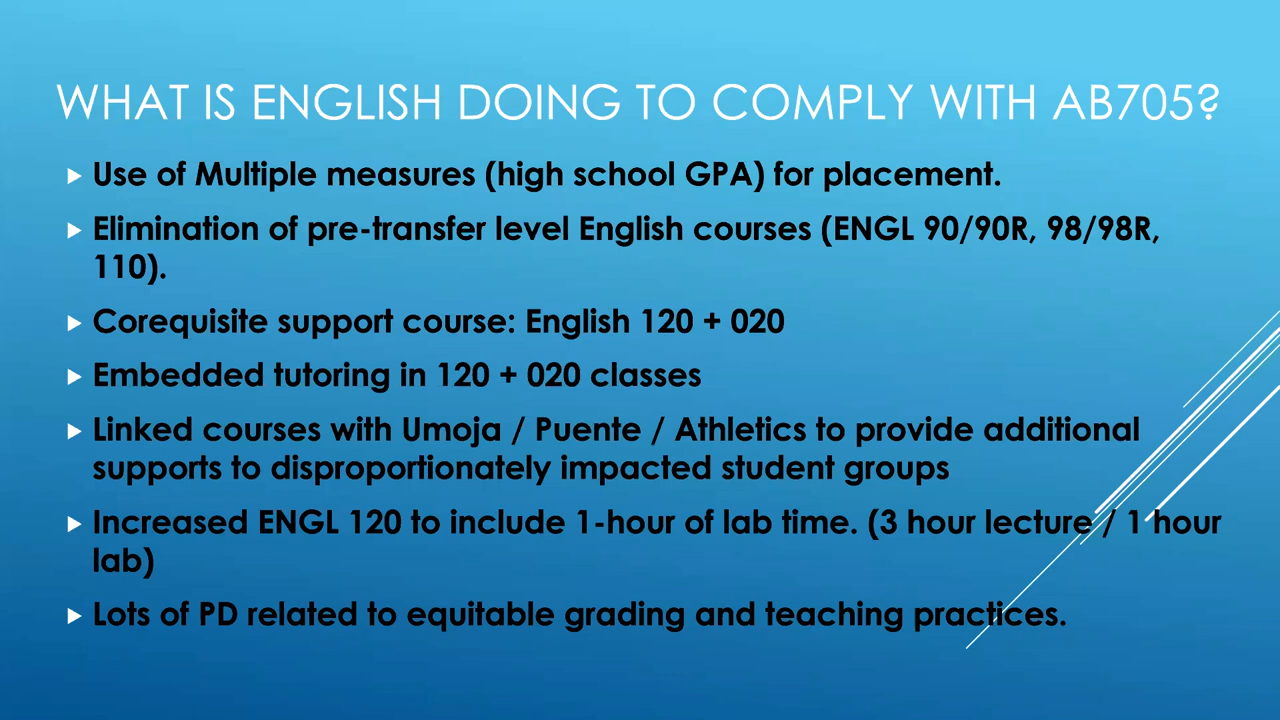 WHAT IS ENGLISH DOING TO COMPLY WITH AB705?
Use of Multiple measures (high school GPA) for placement.
Elimination of pre-transfer level English courses (ENGL 90/90R, 98/98R,
110).
Corequisite support course: English 120 + 020
Embedded tutoring in 120 + 020 classes
Linked courses with Umoja / Puente / Athletics to provide additional
supports to disproportionately impacted student groups
Increased ENGL 120 to include 1-hour of lab time. (3 hour lecture / 1 hour
lab)
Lots of PD related to equitable grading and teaching practices.